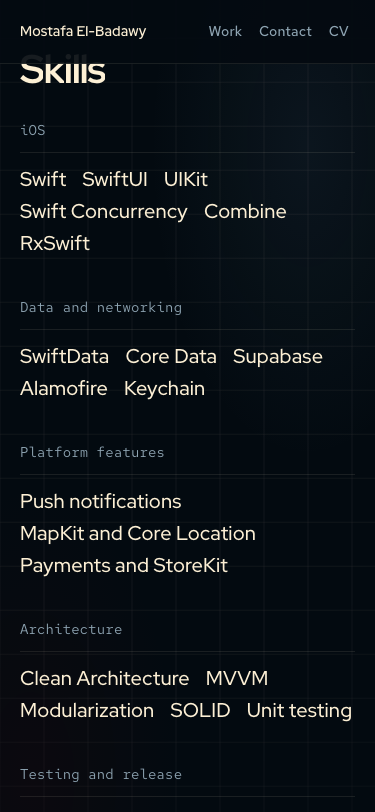 Mostafa El-Badawy Work Contact CV
Skills
iOS
Swift SwiftUI UIKit
Swift Concurrency Combine
RxSwift
Data and networking
SwiftData Core Data Supabase
Alamofire Keychain
Platform features
Push notifications
MapKit and Core Location
Payments and StoreKit
Architecture
Clean Architecture MVVM
Modularization SOLID Unit testing
Testing and release